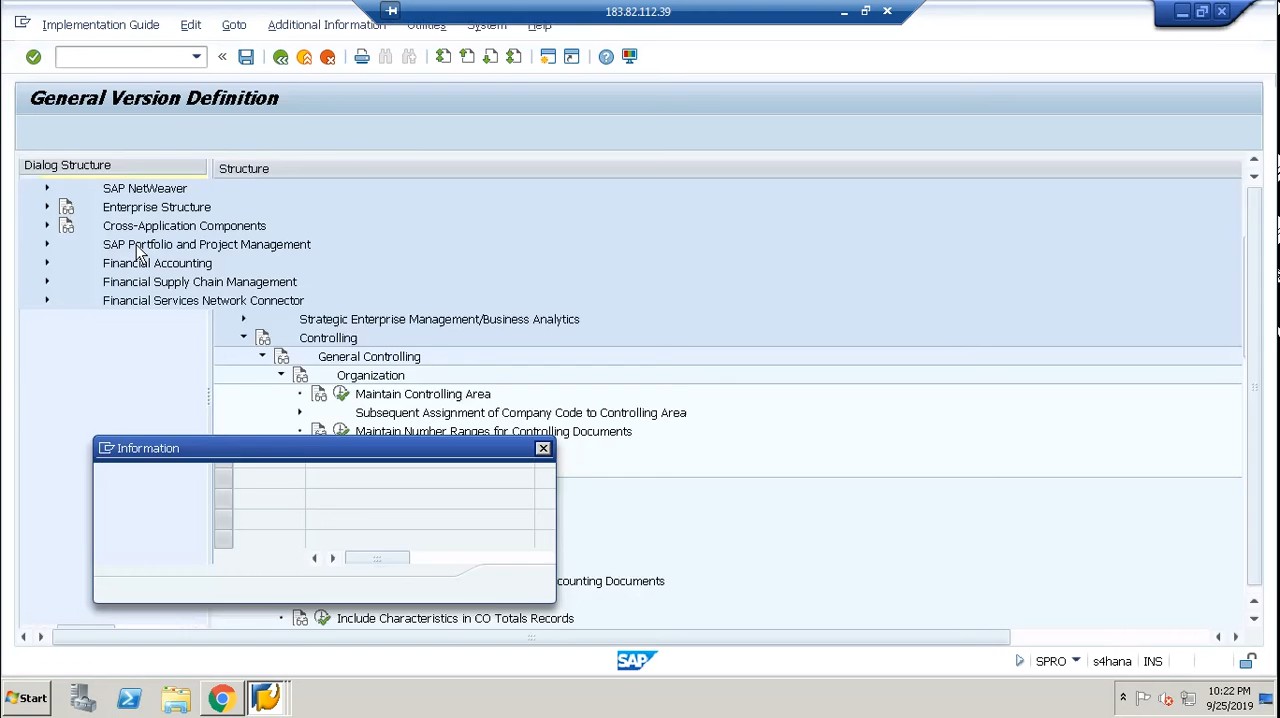 183.82.112.39
Implementation Guide Edit Goto Additional Information Utilities System Help
General Version Definition
Dialog Structure
Structure
SAP NetWeaver
Enterprise Structure
Cross-Application Components
SAP Portfolio and Project Management
Financial Accounting
Financial Supply Chain Management
Financial Services Network Connector
Strategic Enterprise Management/Business Analytics
Controlling
General Controlling
Organization
Maintain Controlling Area
Subsequent Assignment of Company Code to Controlling Area
Maintain Number Ranges for Controlling Documents
Information
counting Documents
Include Characteristics in CO Totals Records
SAP
SPRO s4hana INS
Start
10:22 PM
9/25/2019